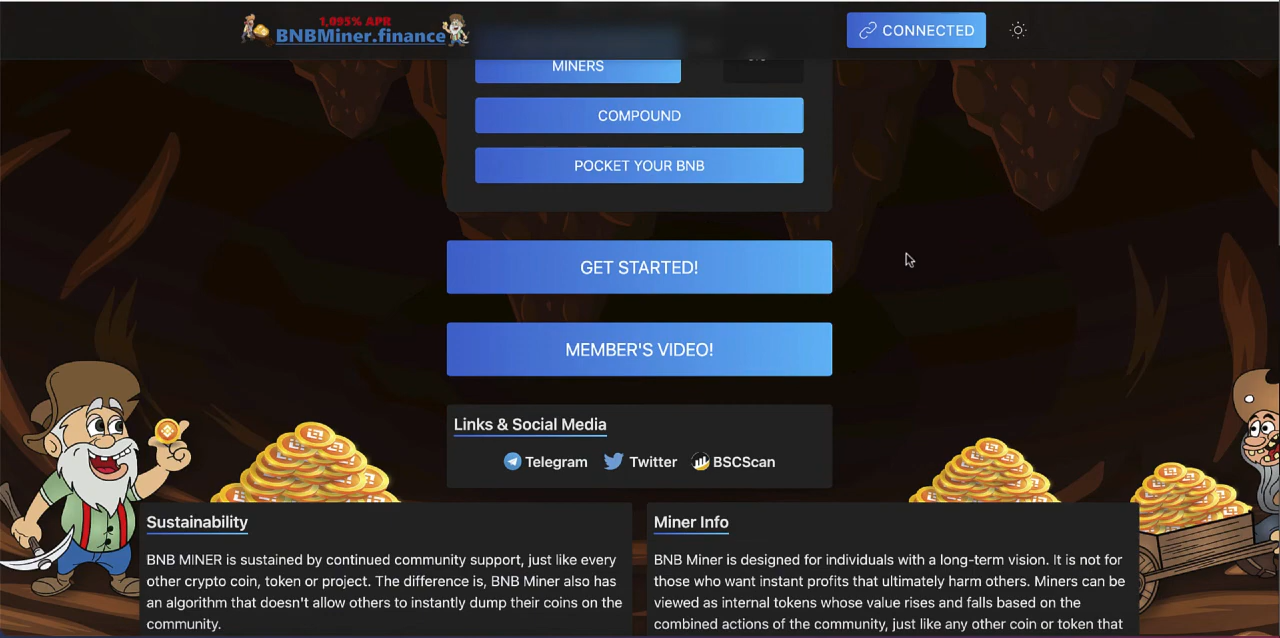 1,095% APR
BNBMiner.finance
CONNECTED
MINERS
COMPOUND
POCKET YOUR BNB
GET STARTED!
MEMBER'S VIDEO!
Links & Social Media
Telegram Twitter BSCScan
Sustainability
BNB MINER is sustained by continued community support, just like every
other crypto coin, token or project. The difference is, BNB Miner also has
an algorithm that doesn't allow others to instantly dump their coins on the
community.
Miner Info
BNB Miner is designed for individuals with a long-term vision. It is not for
those who want instant profits that ultimately harm others. Miners can be
viewed as internal tokens whose value rises and falls based on the
combined actions of the community, just like any other coin or token that